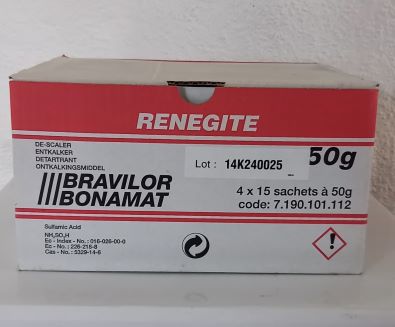 RENEGITE
DE-SCALER
ENTKALKER
DETARTRANT
ONTKALKINGSMIDDEL
Lot : 14K240025
50g
BRAVILOR
BONAMAT
4 x 15 sachets à 50g
code: 7.190.101.112
Sulfamic Acid
NH₂SO₃H
Ec - Index - No.: 016-026-00-0
Ec - No.: 226-218-8
Cas - No.: 5329-14-6